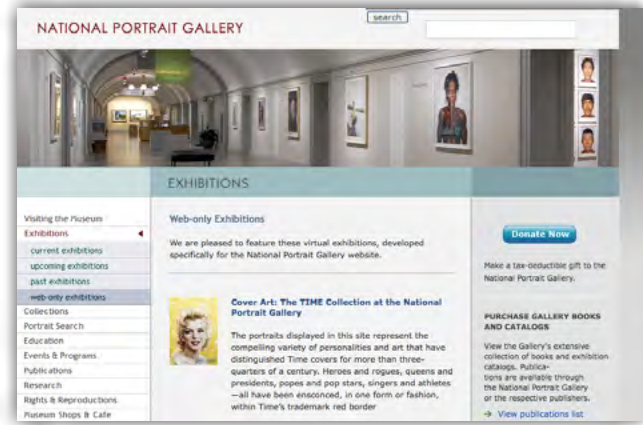 NATIONAL PORTRAIT GALLERY
search
EXHIBITIONS
Visiting the Museum
Exhibitions
current exhibitions
upcoming exhibitions
past exhibitions
web-only exhibitions
Collections
Portrait Search
Education
Events & Programs
Publications
Research
Rights & Reproductions
Museum Shops & Cafe
Web-only Exhibitions
We are pleased to feature these virtual exhibitions, developed
specifically for the National Portrait Gallery website.
Cover Art: The TIME Collection at the National
Portrait Gallery
The portraits displayed in this site represent the
compelling variety of personalities and art that have
distinguished Time covers for more than three-
quarters of a century. Heroes and rogues, queens and
presidents, popes and pop stars, singers and athletes
—all have been ensconced, in one form or fashion,
within Time's trademark red border
Donate Now
Make a tax-deductible gift to the
National Portrait Gallery.
PURCHASE GALLERY BOOKS
AND CATALOGS
View the Gallery's extensive
collection of books and exhibition
catalogs. Publica-
tions are available through
the National Portrait Gallery
or the respective publishers.
→ View publications list